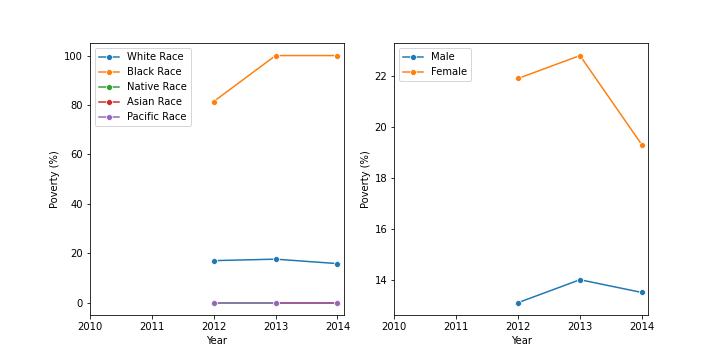 White Race
Black Race
Native Race
Asian Race
Pacific Race
100
80
60
40
20
0
Poverty (%)
2010 2011 2012 2013 2014
Year
Male
Female
22
20
18
16
14
Poverty (%)
2010 2011 2012 2013 2014
Year